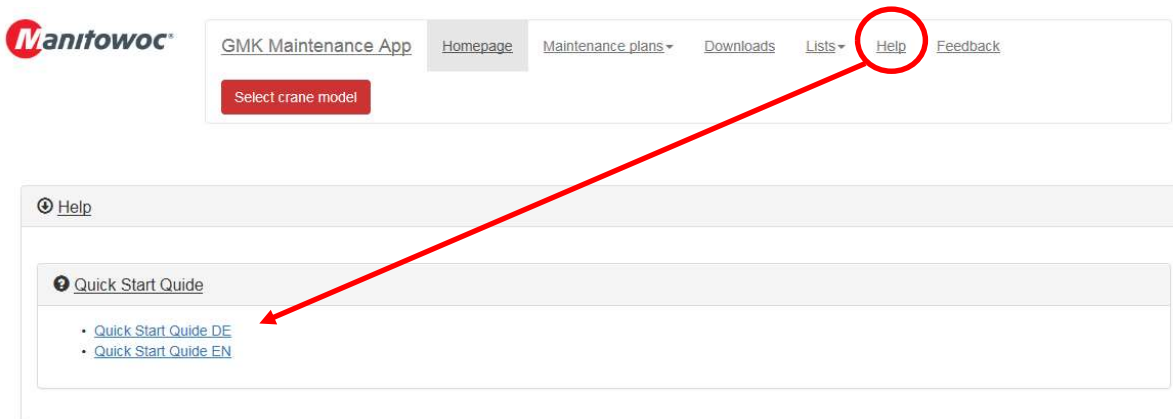 Manitowoc®
GMK Maintenance App Homepage Maintenance plans Downloads Lists Help Feedback
Select crane model
Help
Quick Start Quide
• Quick Start Quide DE
• Quick Start Quide EN